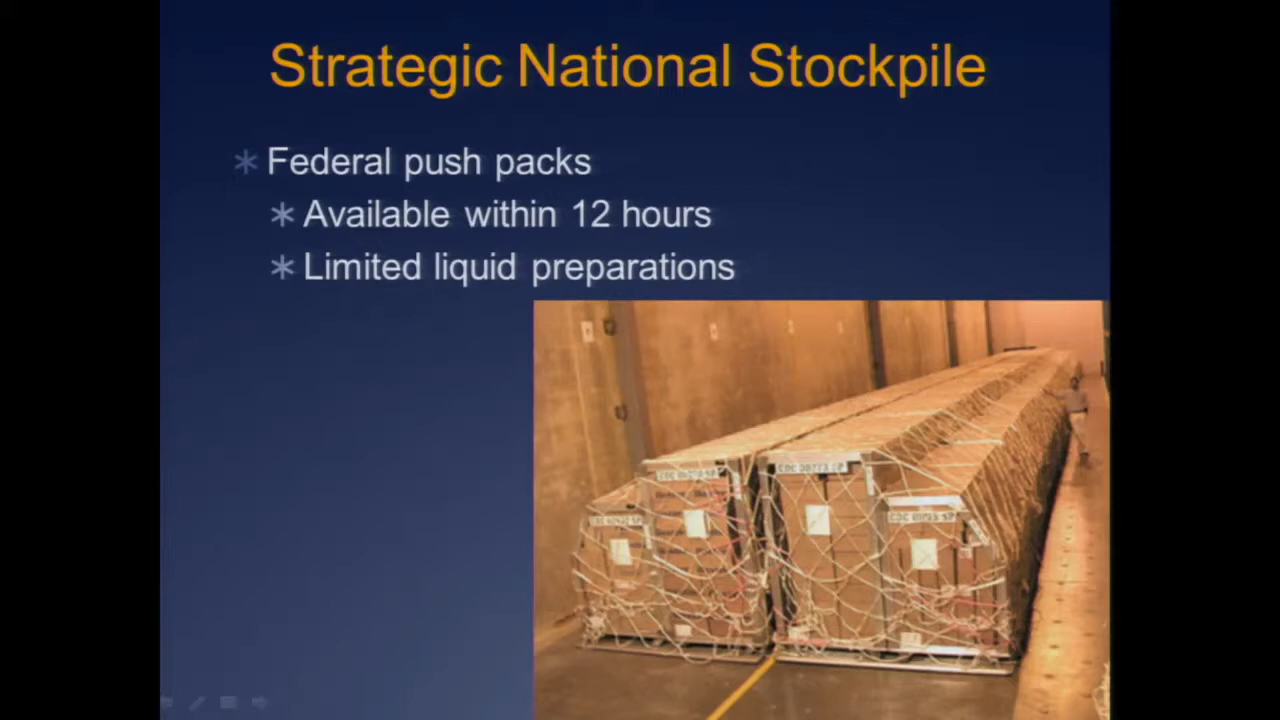 Strategic National Stockpile
Federal push packs
Available within 12 hours
Limited liquid preparations